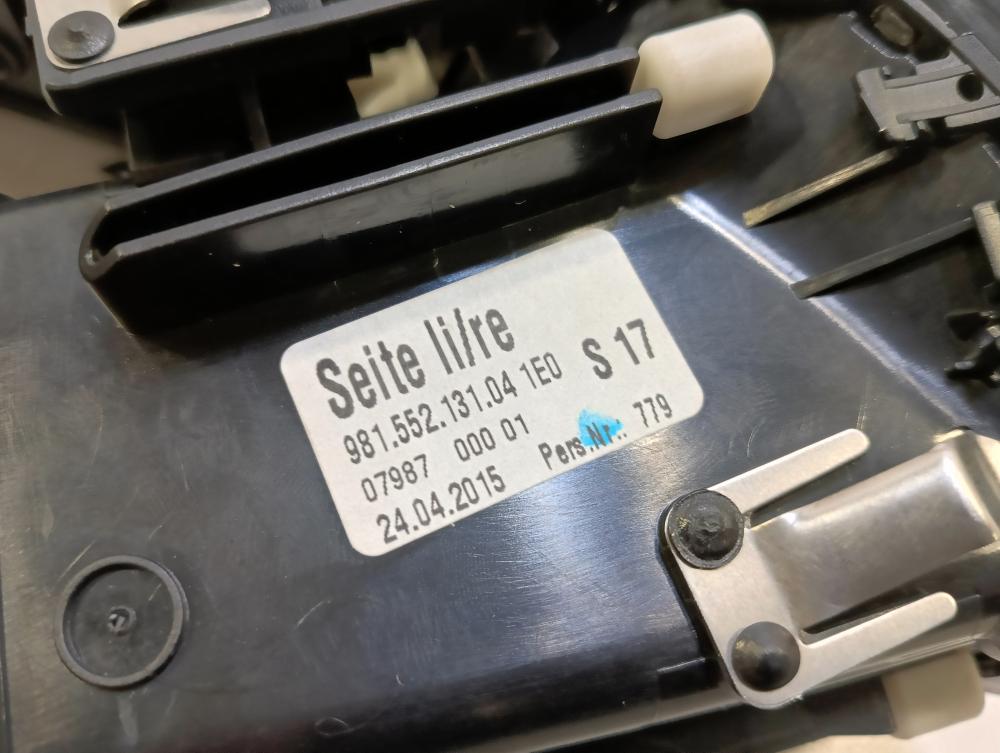 Seite li/re
981.552.131.04 1E0 S 17
07987 000 01
24.04.2015 Pers.Nr.: 779